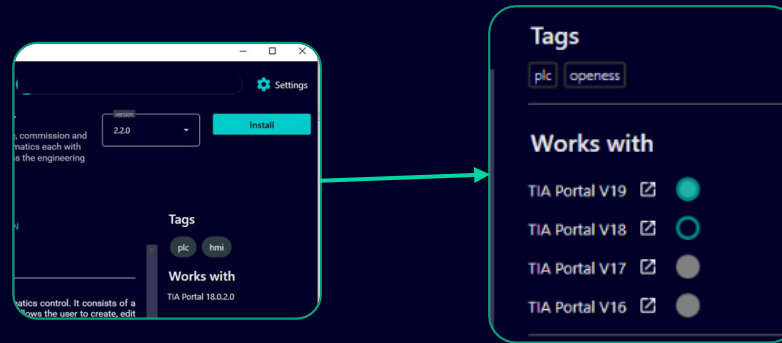 Settings
version
2.2.0
Install
, commission and
matics each with
s the engineering
N
Tags
plc hmi
Works with
TIA Portal 18.0.2.0
matics control. It consists of a
llows the user to create, edit
Tags
plc openess
Works with
TIA Portal V19
TIA Portal V18
TIA Portal V17
TIA Portal V16